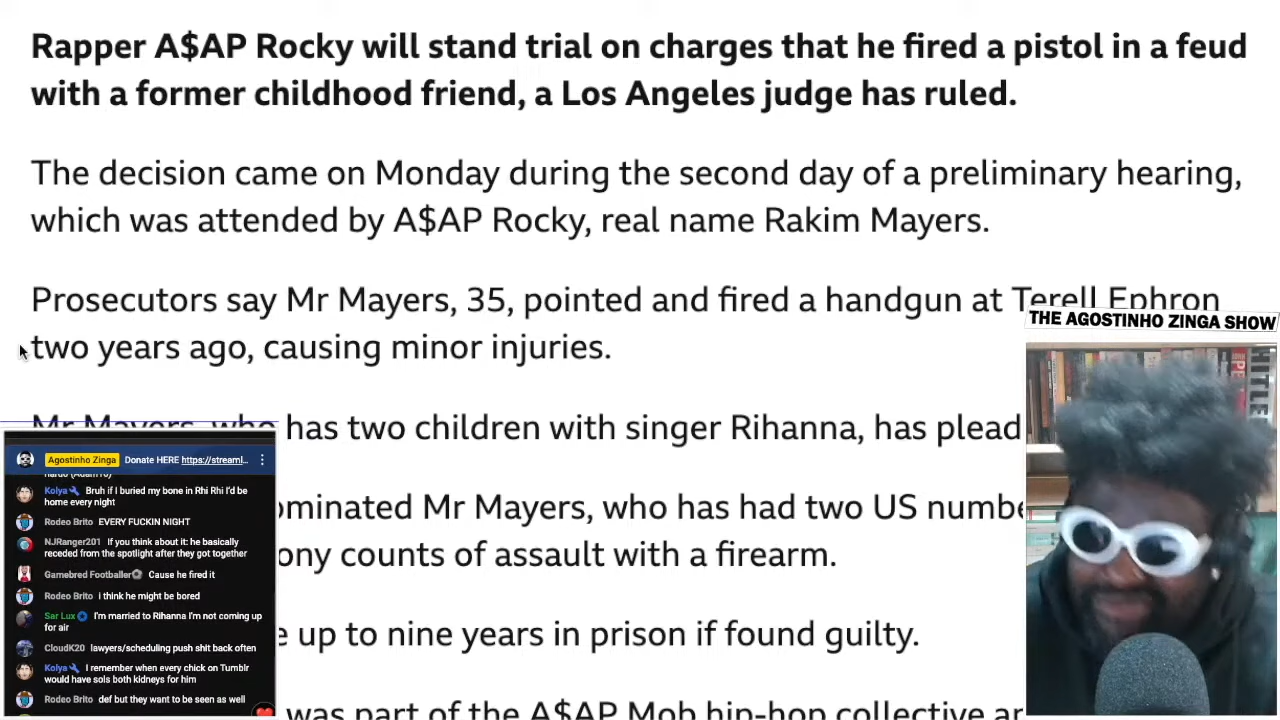 Rapper A$AP Rocky will stand trial on charges that he fired a pistol in a feud
with a former childhood friend, a Los Angeles judge has ruled.
The decision came on Monday during the second day of a preliminary hearing,
which was attended by A$AP Rocky, real name Rakim Mayers.
Prosecutors say Mr Mayers, 35, pointed and fired a handgun at Terell Ephron
two years ago, causing minor injuries.
Mr Mayers, who has two children with singer Rihanna, has plead
ominated Mr Mayers, who has had two US numbe
ony counts of assault with a firearm.
e up to nine years in prison if found guilty.
was part of the A$AP Mob hip-hop collective an
THE AGOSTINHO ZINGA SHOW
Agostinho Zinga Donate HERE https://streaml...
Kolya Bruh if I buried my bone in Rhi Rhi I'd be
home every night
Rodeo Brito EVERY FUCKIN NIGHT
NJRanger201 If you think about it: he basically
receded from the spotlight after they got together
Gamebred Footballer Cause he fired it
Rodeo Brito i think he might be bored
Sar Lux I'm married to Rihanna I'm not coming up
for air
CloudK20 lawyers/scheduling push shit back often
Kolya I remember when every chick on Tumblr
would have sols both kidneys for him
Rodeo Brito def but they want to be seen as well